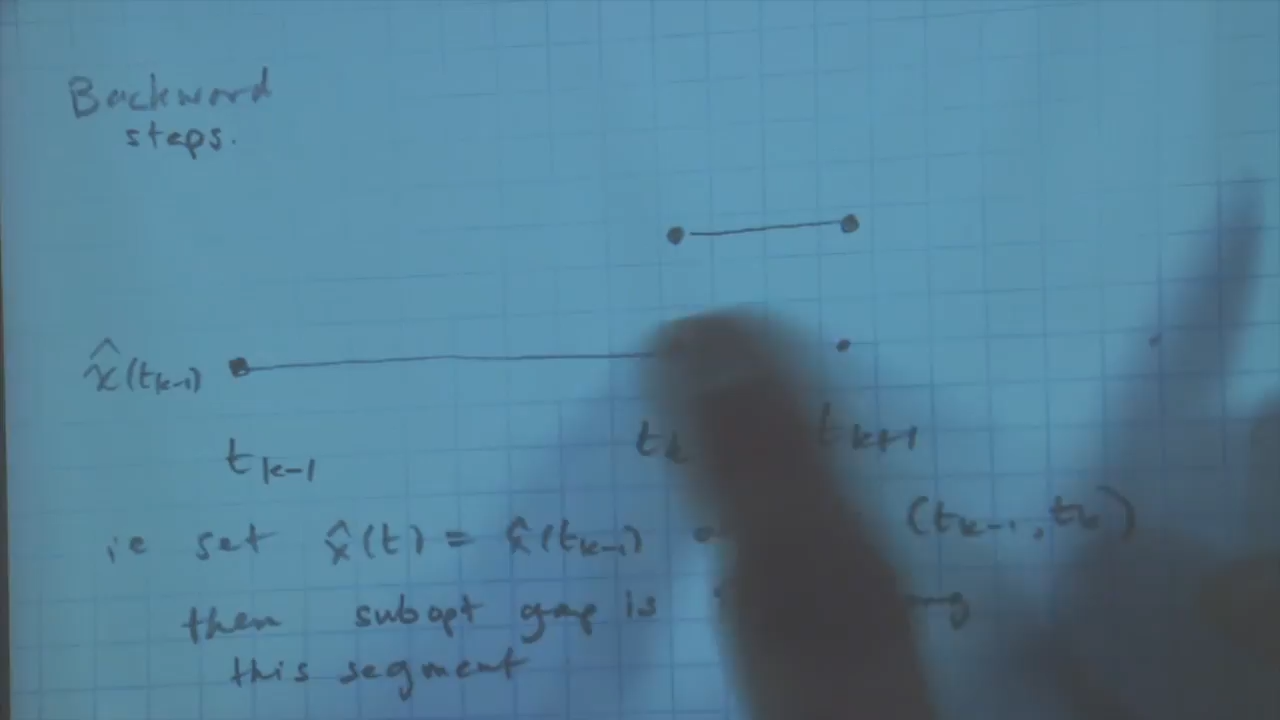 Backward
steps.
x̂(tk-1)
tk-1 tk tk+1
ie set x̂(t) = x̂(tk-1) (tk-1, tk)
then subopt gap is
this segment